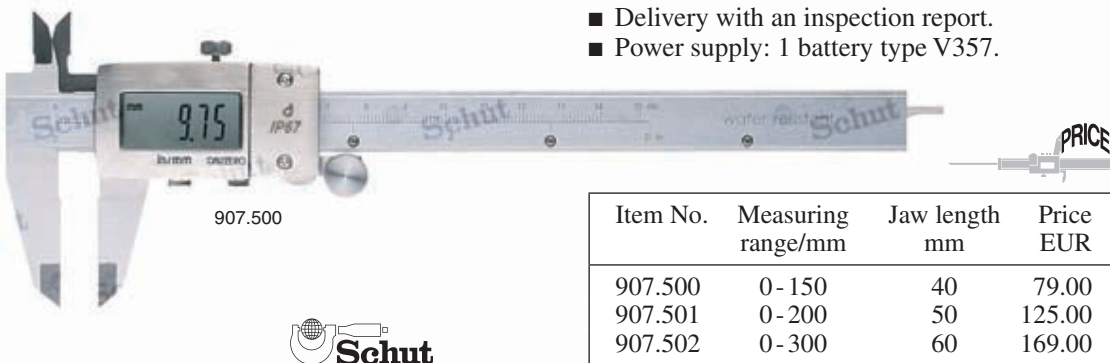 ■ Delivery with an inspection report.
■ Power supply: 1 battery type V357.
mm
9.75
IP67
in/mm ON/ZERO
water resistant
Schut
Schut
Schut
907.500
PRICE
Item No. Measuring range/mm Jaw length mm Price EUR
907.500 0-150 40 79.00
907.501 0-200 50 125.00
907.502 0-300 60 169.00
Schut